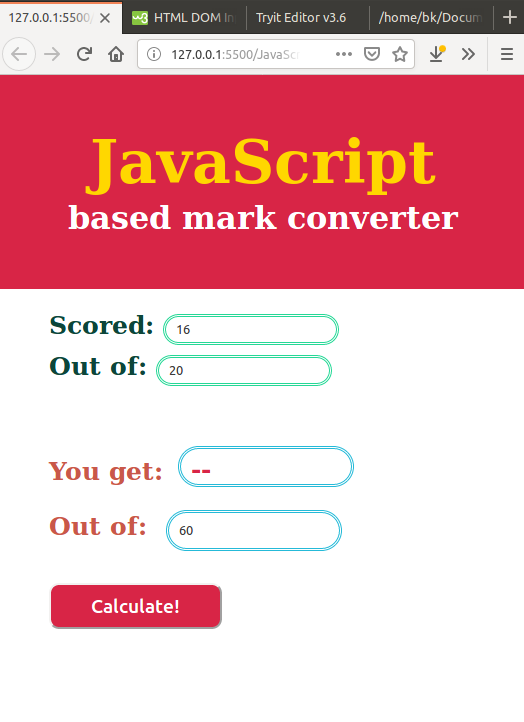 127.0.0.1:5500/
HTML DOM In
Tryit Editor v3.6
/home/bk/Docum
127.0.0.1:5500/JavaSc
JavaScript
based mark converter
Scored: 16
Out of: 20
You get: --
Out of: 60
Calculate!